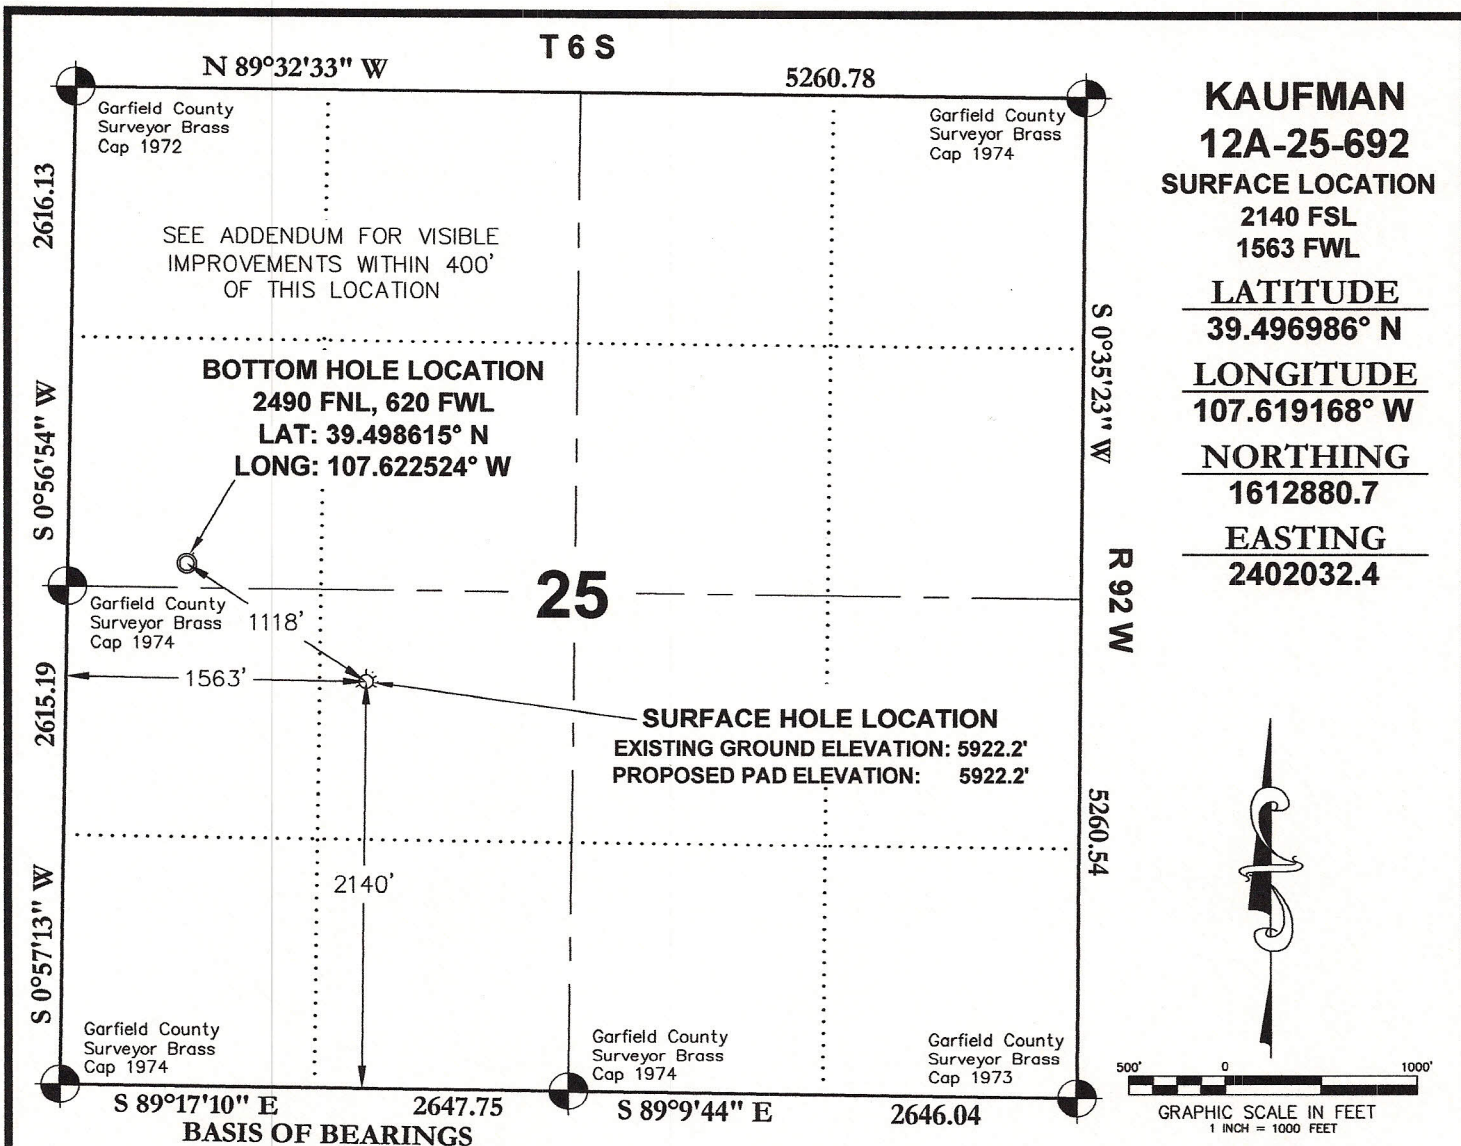 T 6 S
N 89°32'33" W
5260.78
Garfield County
Surveyor Brass
Cap 1972
Garfield County
Surveyor Brass
Cap 1974
2616.13
SEE ADDENDUM FOR VISIBLE
IMPROVEMENTS WITHIN 400'
OF THIS LOCATION
S 0°56'54" W
BOTTOM HOLE LOCATION
2490 FNL, 620 FWL
LAT: 39.498615° N
LONG: 107.622524° W
S 0°35'23" W
25
R 92 W
Garfield County
Surveyor Brass
Cap 1974
1118'
1563'
2615.19
SURFACE HOLE LOCATION
EXISTING GROUND ELEVATION: 5922.2'
PROPOSED PAD ELEVATION: 5922.2'
5260.54
2140'
S 0°57'13" W
Garfield County
Surveyor Brass
Cap 1974
Garfield County
Surveyor Brass
Cap 1974
Garfield County
Surveyor Brass
Cap 1973
S 89°17'10" E
2647.75
S 89°9'44" E
2646.04
BASIS OF BEARINGS
KAUFMAN
12A-25-692
SURFACE LOCATION
2140 FSL
1563 FWL
LATITUDE
39.496986° N
LONGITUDE
107.619168° W
NORTHING
1612880.7
EASTING
2402032.4
500' 0 1000'
GRAPHIC SCALE IN FEET
1 INCH = 1000 FEET